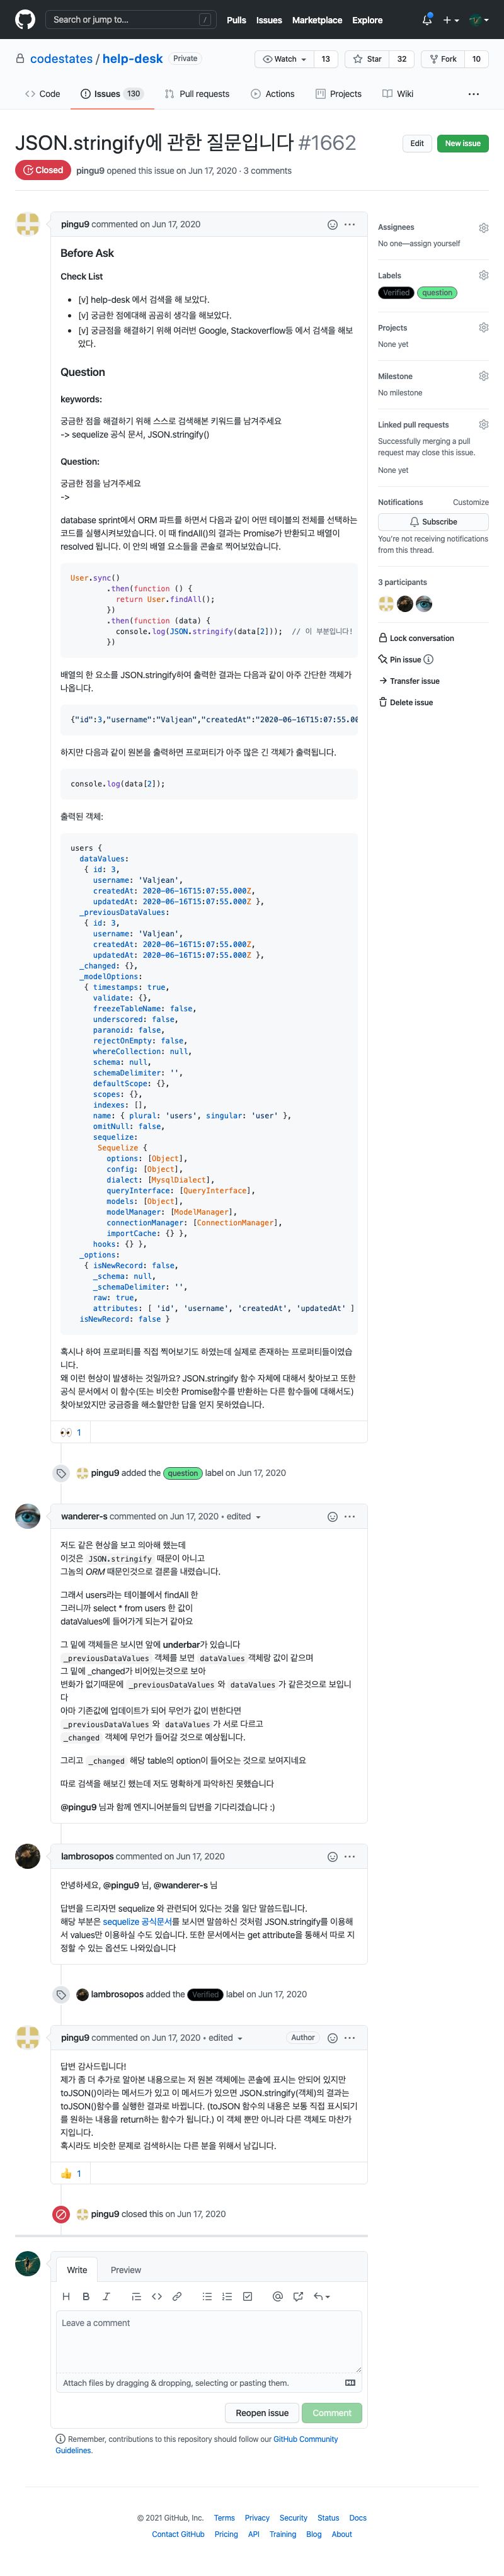 Search or jump to...
/
Pulls Issues Marketplace Explore
codestates / help-desk Private
Watch 13 Star 32 Fork 10
Code Issues 130 Pull requests Actions Projects Wiki
JSON.stringify에 관한 질문입니다 #1662
Edit New issue
Closed pingu9 opened this issue on Jun 17, 2020 · 3 comments
pingu9 commented on Jun 17, 2020
Before Ask
Check List
[v] help-desk 에서 검색을 해 보았다.
[v] 궁금한 점에대해 곰곰히 생각을 해보았다.
[v] 궁금점을 해결하기 위해 여러번 Google, Stackoverflow등 에서 검색을 해보
았다.
Question
keywords:
궁금한 점을 해결하기 위해 스스로 검색해본 키워드를 남겨주세요
-> sequelize 공식 문서, JSON.stringify()
Question:
궁금한 점을 남겨주세요
->
database sprint에서 ORM 파트를 하면서 다음과 같이 어떤 테이블의 전체를 선택하는
코드를 실행시켜보았습니다. 이 때 findAll()의 결과는 Promise가 반환되고 배열이
resolved 됩니다. 이 안의 배열 요소들을 콘솔로 찍어보았습니다.
User.sync()
.then(function () {
return User.findAll();
})
.then(function (data) {
console.log(JSON.stringify(data[2])); // 이 부분입니다!
})
배열의 한 요소를 JSON.stringify하여 출력한 결과는 다음과 같이 아주 간단한 객체가
나옵니다.
{"id":3,"username":"Valjean","createdAt":"2020-06-16T15:07:55.00
하지만 다음과 같이 원본을 출력하면 프로퍼티가 아주 많은 긴 객체가 출력됩니다.
console.log(data[2]);
출력된 객체:
users {
dataValues:
{ id: 3,
username: 'Valjean',
createdAt: 2020-06-16T15:07:55.000Z,
updatedAt: 2020-06-16T15:07:55.000Z },
_previousDataValues:
{ id: 3,
username: 'Valjean',
createdAt: 2020-06-16T15:07:55.000Z,
updatedAt: 2020-06-16T15:07:55.000Z },
_changed: {},
_modelOptions:
{ timestamps: true,
validate: {},
freezeTableName: false,
underscored: false,
paranoid: false,
rejectOnEmpty: false,
whereCollection: null,
schema: null,
schemaDelimiter: '',
defaultScope: {},
scopes: {},
indexes: [],
name: { plural: 'users', singular: 'user' },
omitNull: false,
sequelize:
Sequelize {
options: [Object],
config: [Object],
dialect: [MysqlDialect],
queryInterface: [QueryInterface],
models: [Object],
modelManager: [ModelManager],
connectionManager: [ConnectionManager],
importCache: {} },
hooks: {} },
_options:
{ isNewRecord: false,
_schema: null,
_schemaDelimiter: '',
raw: true,
attributes: [ 'id', 'username', 'createdAt', 'updatedAt' ]
isNewRecord: false }
혹시나 하여 프로퍼티를 직접 찍어보기도 하였는데 실제로 존재하는 프로퍼티들이였습
니다.
왜 이런 현상이 발생하는 것일까요? JSON.stringify 함수 자체에 대해서 찾아보고 또한
공식 문서에서 이 함수(또는 비슷한 Promise함수를 반환하는 다른 함수들에 대해서도)
찾아보았지만 궁금증을 해소할만한 답을 얻지 못하였습니다.
👀 1
pingu9 added the question label on Jun 17, 2020
wanderer-s commented on Jun 17, 2020 • edited
저도 같은 현상을 보고 의아해 했는데
이것은 JSON.stringify 때문이 아니고
그놈의 ORM 때문인것으로 결론을 내렸습니다.
그래서 users라는 테이블에서 findAll 한
그러니까 select * from users 한 값이
dataValues에 들어가게 되는거 같아요
그 밑에 객체들은 보시면 앞에 underbar가 있습니다
_previousDataValues 객체를 보면 dataValues 객체랑 값이 같으며
그 밑에 _changed가 비어있는것으로 보아
변화가 없기때문에 _previousDataValues 와 dataValues 가 같은것으로 보입니
다
아마 기존값에 업데이트가 되어 무언가 값이 변한다면
_previousDataValues 와 dataValues 가 서로 다르고
_changed 객체에 무언가 들어갈 것으로 예상됩니다.
그리고 _changed 해당 table의 option이 들어오는 것으로 보여지네요
따로 검색을 해보긴 했는데 저도 명확하게 파악하진 못했습니다
@pingu9 님과 함께 엔지니어분들의 답변을 기다리겠습니다 :)
lambrosopos commented on Jun 17, 2020
안녕하세요, @pingu9 님, @wanderer-s 님
답변을 드리자면 sequelize 와 관련되어 있다는 것을 일단 말씀드립니다.
해당 부분은 sequelize 공식문서를 보시면 말씀하신 것처럼 JSON.stringify를 이용해
서 values만 이용하실 수도 있습니다. 또한 문서에서는 get attribute을 통해서 따로 지
정할 수 있는 옵션도 나와있습니다
lambrosopos added the Verified label on Jun 17, 2020
pingu9 commented on Jun 17, 2020 • edited Author
답변 감사드립니다!
제가 좀 더 추가로 알아본 내용으로는 저 원본 객체에는 콘솔에 표시는 안되어 있지만
toJSON()이라는 메서드가 있고 이 메서드가 있으면 JSON.stringify(객체)의 결과는
toJSON()함수를 실행한 결과로 바뀝니다. (toJSON 함수의 내용은 보통 직접 표시되기
를 원하는 내용을 return하는 함수가 됩니다.) 이 객체 뿐만 아니라 다른 객체도 마찬가
지입니다.
혹시라도 비슷한 문제로 검색하시는 다른 분을 위해서 남깁니다.
👍 1
pingu9 closed this on Jun 17, 2020
Write Preview
Leave a comment
Attach files by dragging & dropping, selecting or pasting them.
Reopen issue Comment
Remember, contributions to this repository should follow our GitHub Community
Guidelines.
Assignees
No one—assign yourself
Labels
Verified question
Projects
None yet
Milestone
No milestone
Linked pull requests
Successfully merging a pull
request may close this issue.
None yet
Notifications Customize
Subscribe
You're not receiving notifications
from this thread.
3 participants
Lock conversation
Pin issue
Transfer issue
Delete issue
© 2021 GitHub, Inc. Terms Privacy Security Status Docs
Contact GitHub Pricing API Training Blog About